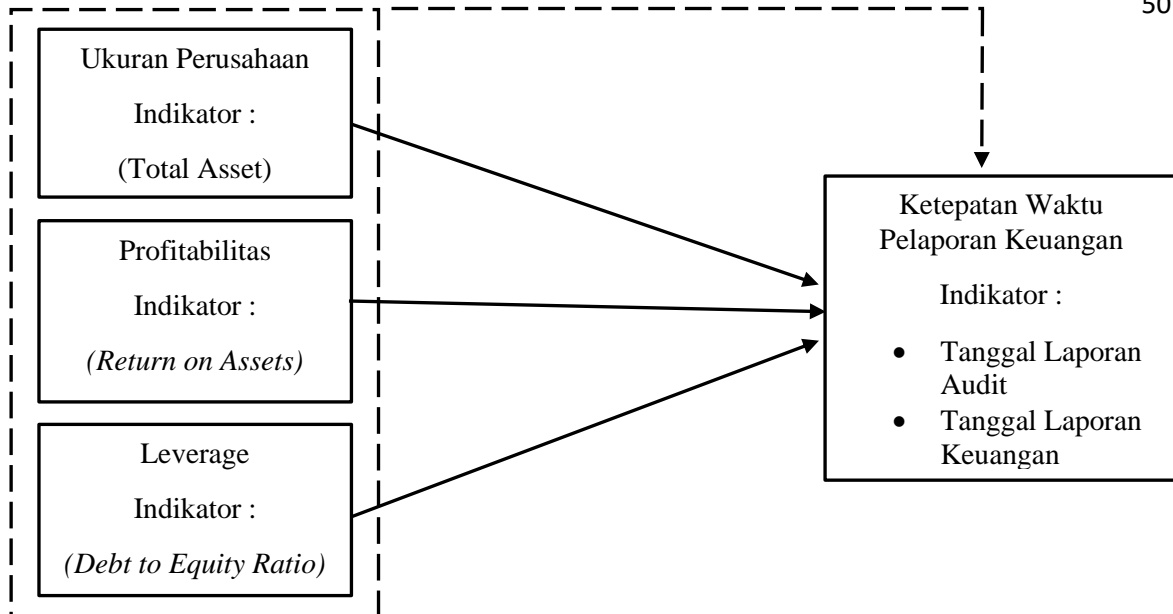 50
Ukuran Perusahaan
Indikator :
(Total Asset)
Profitabilitas
Indikator :
(Return on Assets)
Leverage
Indikator :
(Debt to Equity Ratio)
Ketepatan Waktu
Pelaporan Keuangan
Indikator :
• Tanggal Laporan
Audit
• Tanggal Laporan
Keuangan